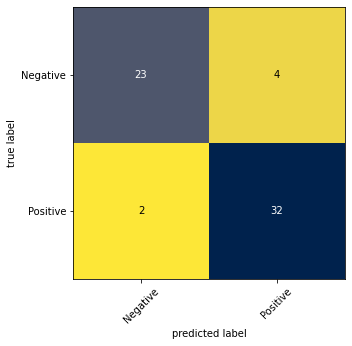 Negative 23 4
true label
Positive 2 32
Negative Positive
predicted label